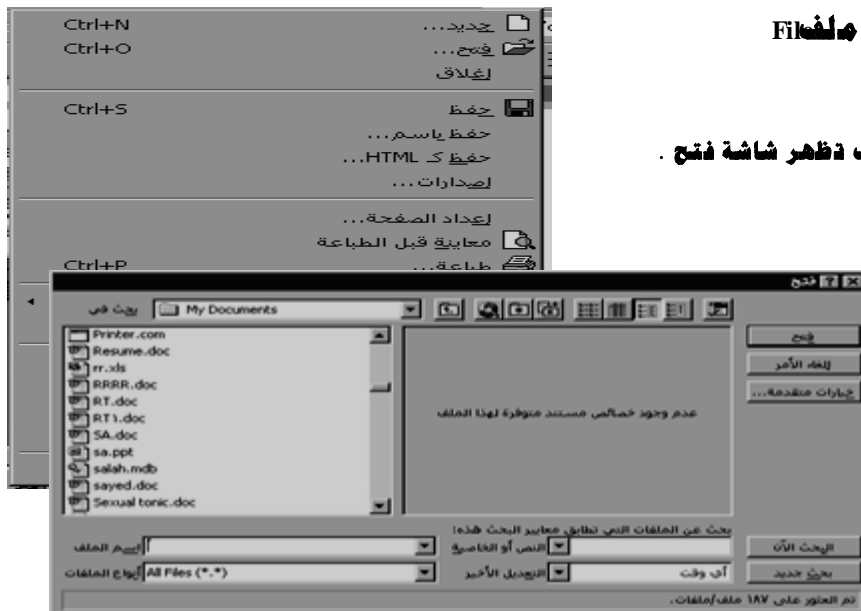 ملف File
تظهر شاشة فتح .
جديد... Ctrl+N
فتح... Ctrl+O
إغلاق
حفظ Ctrl+S
حفظ باسم...
حفظ كـ HTML...
إصدارات...
إعداد الصفحة...
معاينة قبل الطباعة
طباعة... Ctrl+P
فتح
بحث في My Documents
Printer.com
Resume.doc
rr.xls
RRRR.doc
RT.doc
RT1.doc
SA.doc
sa.ppt
salah.mdb
sayed.doc
Sexual tonic.doc
عدم وجود خصائص مستند متوفرة لهذا الملف
فتح
إلغاء الأمر
خيارات متقدمة...
بحث عن الملفات التي تطابق معايير البحث هذه:
اسم الملف
النص أو الخاصية
البحث الآن
أنواع الملفات All Files (*.*)
التعديل الأخير
أي وقت
بحث جديد
تم العثور على ١٨٧ ملف/ملفات.